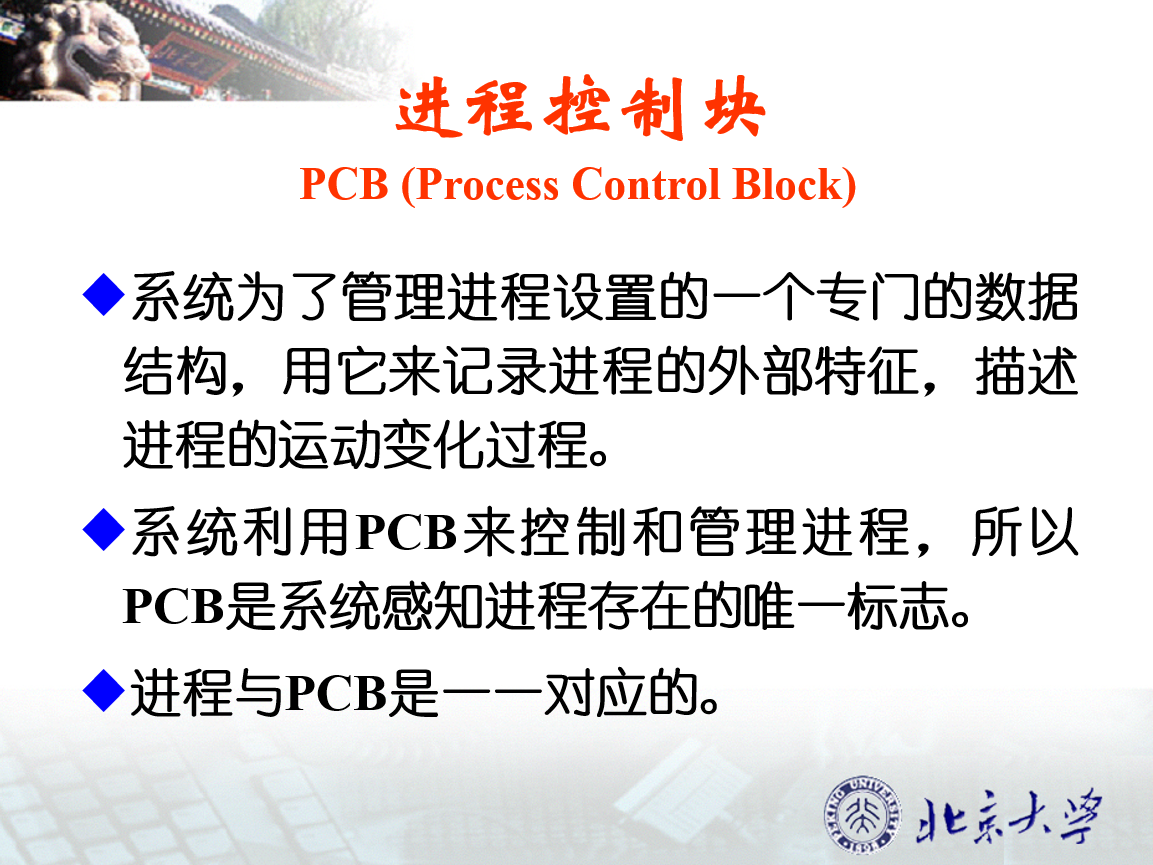 进程控制块
PCB (Process Control Block)
◆系统为了管理进程设置的一个专门的数据
结构，用它来记录进程的外部特征，描述
进程的运动变化过程。
◆系统利用PCB来控制和管理进程，所以
PCB是系统感知进程存在的唯一标志。
◆进程与PCB是一一对应的。
PEKING UNIVERSITY
1898
北京大学